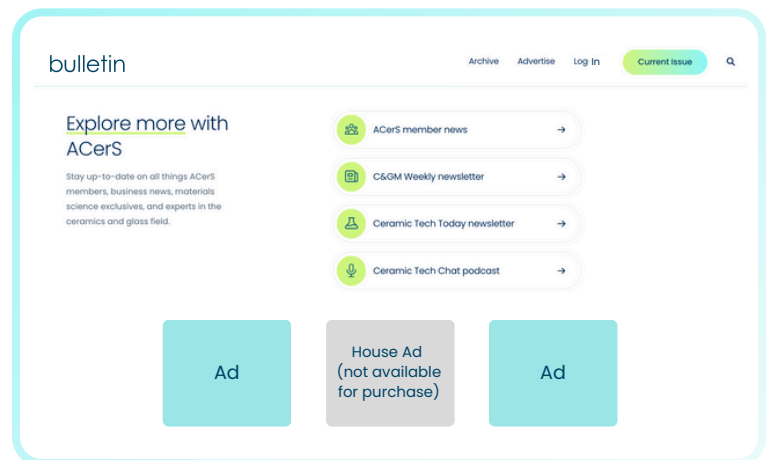 bulletin
Archive
Advertise
Log In
Current Issue
Explore more with
ACerS
Stay up-to-date on all things ACerS
members, business news, materials
science exclusives, and experts in the
ceramics and glass field.
ACerS member news
C&GM Weekly newsletter
Ceramic Tech Today newsletter
Ceramic Tech Chat podcast
Ad
House Ad
(not available
for purchase)
Ad